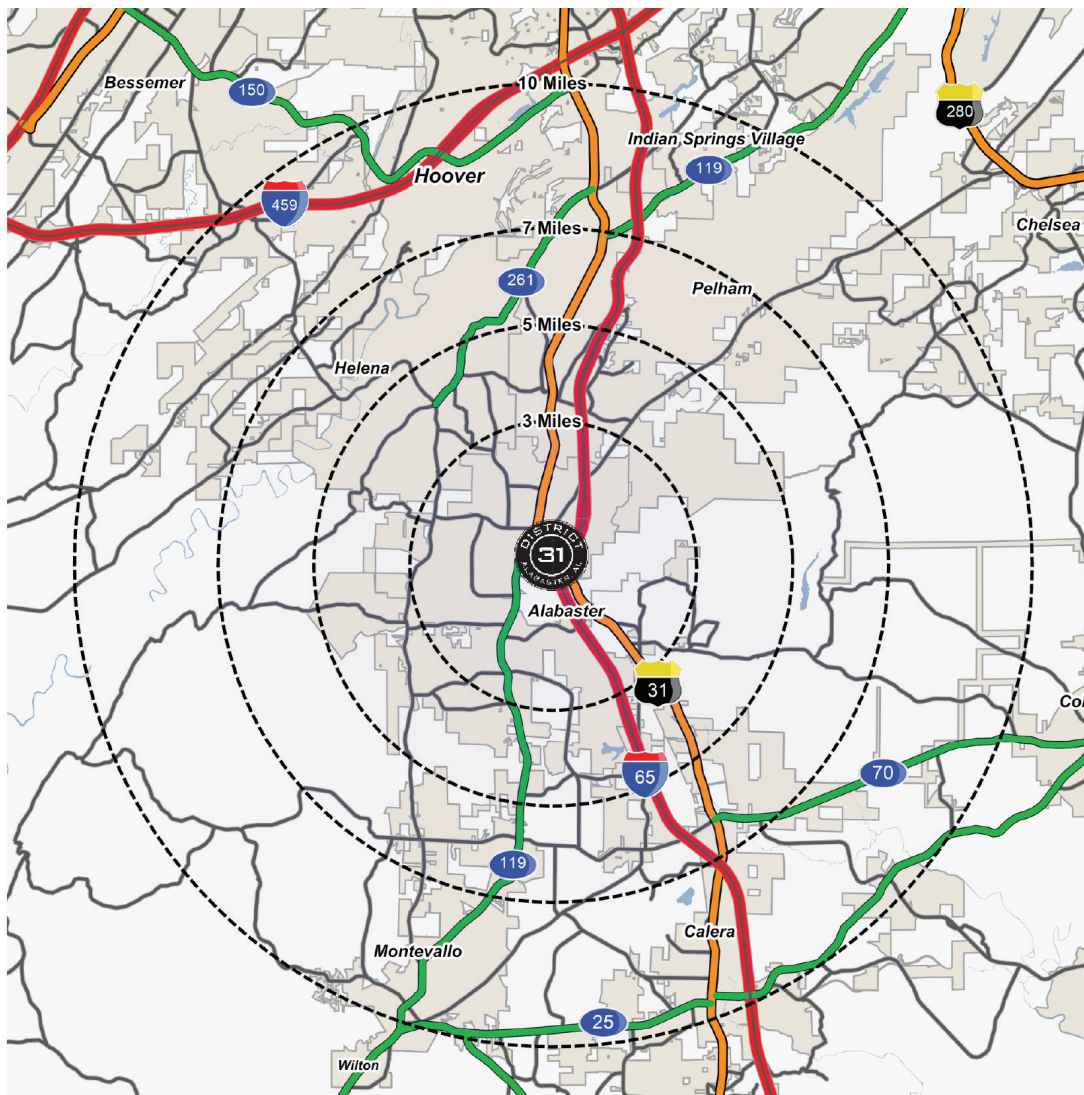 10 Miles
Bessemer
150
280
Indian Springs Village
119
Hoover
459
Chelsea
7 Miles
261
Pelham
5 Miles
Helena
3 Miles
DISTRICT
31
ALABASTER, AL
Alabaster
31
65
70
119
Calera
Montevallo
25
Wilton